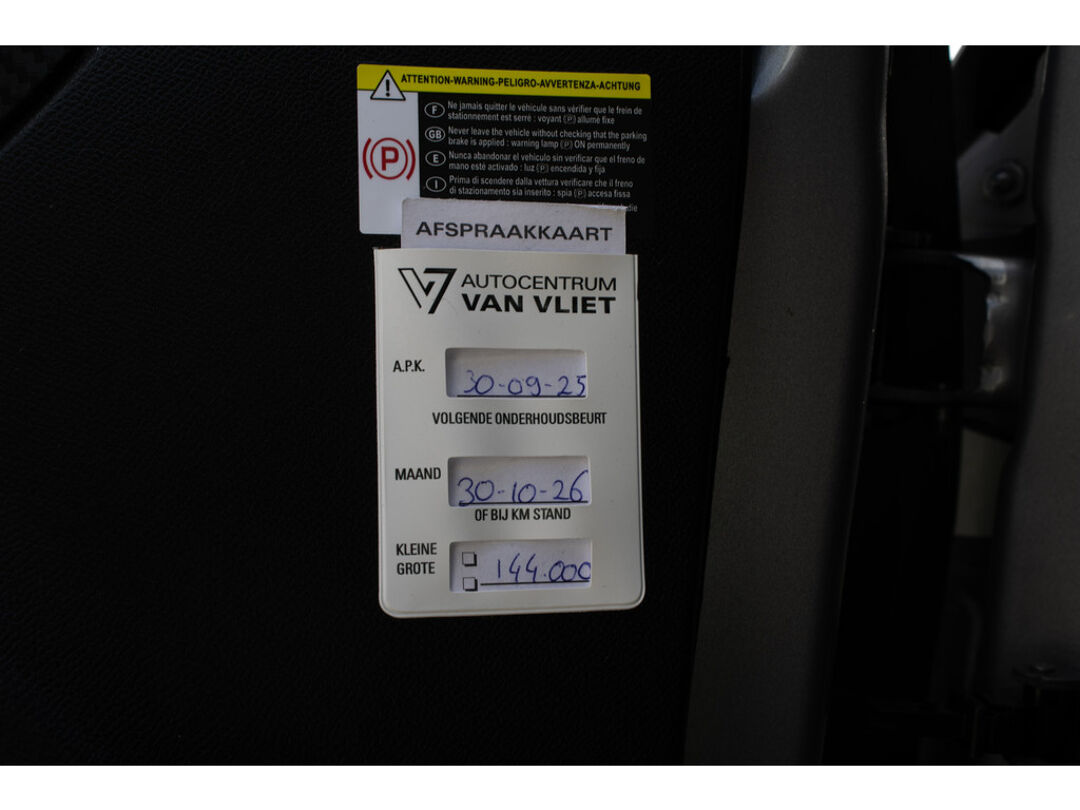 ATTENTION-WARNING-PELIGRO-AVVERTENZA-ACHTUNG
F Ne jamais quitter le véhicule sans vérifier que le frein de
stationnement est serré : voyant (P) allumé fixe
GB Never leave the vehicle without checking that the parking
brake is applied : warning lamp (P) ON permanently
E Nunca abandonar el vehiculo sin verificar que el freno de
mano esté activado : luz (P) encendida y fija
I Prima di scendere dalla vettura verificare che il freno
di stazionamento sia inserito : spia (P) accesa fissa
die
(P)
AFSPRAAKKAART
AUTOCENTRUM
VAN VLIET
A.P.K. 30-09-25
VOLGENDE ONDERHOUDSBEURT
MAAND 30-10-26
OF BIJ KM STAND
KLEINE
GROTE 144.000